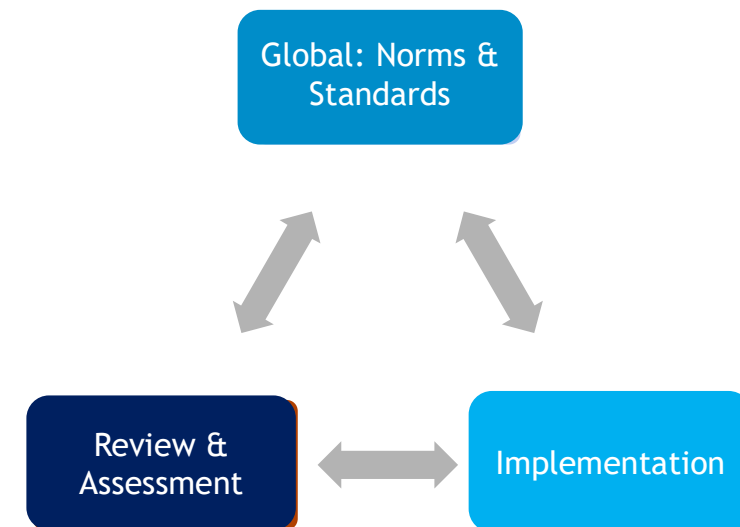 Global: Norms &
Standards
Review &
Assessment
Implementation